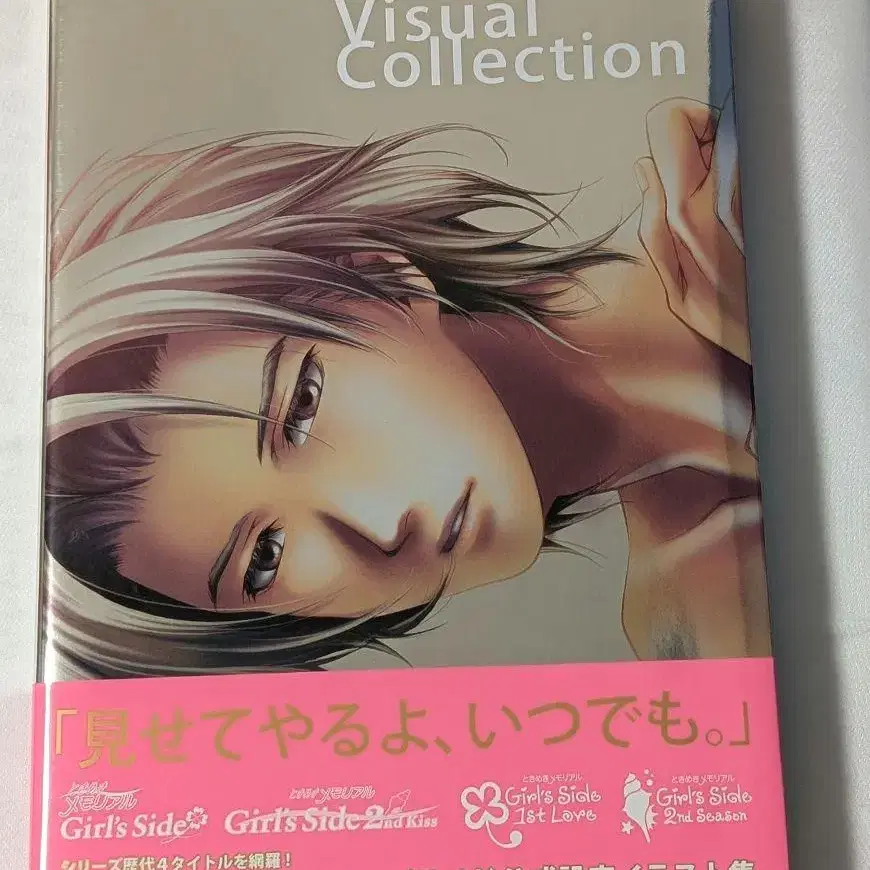 Visual
Collection
「見せてやるよ、いつでも。」
ときめき
メモリアル
Girl's Side
ときめきメモリアル
Girl's Side 2nd Kiss
ときめきメモリアル
Girl's Side
1st Love
ときめきメモリアル
Girl's Side
2nd Season
シリーズ歴代4タイトルを網羅!